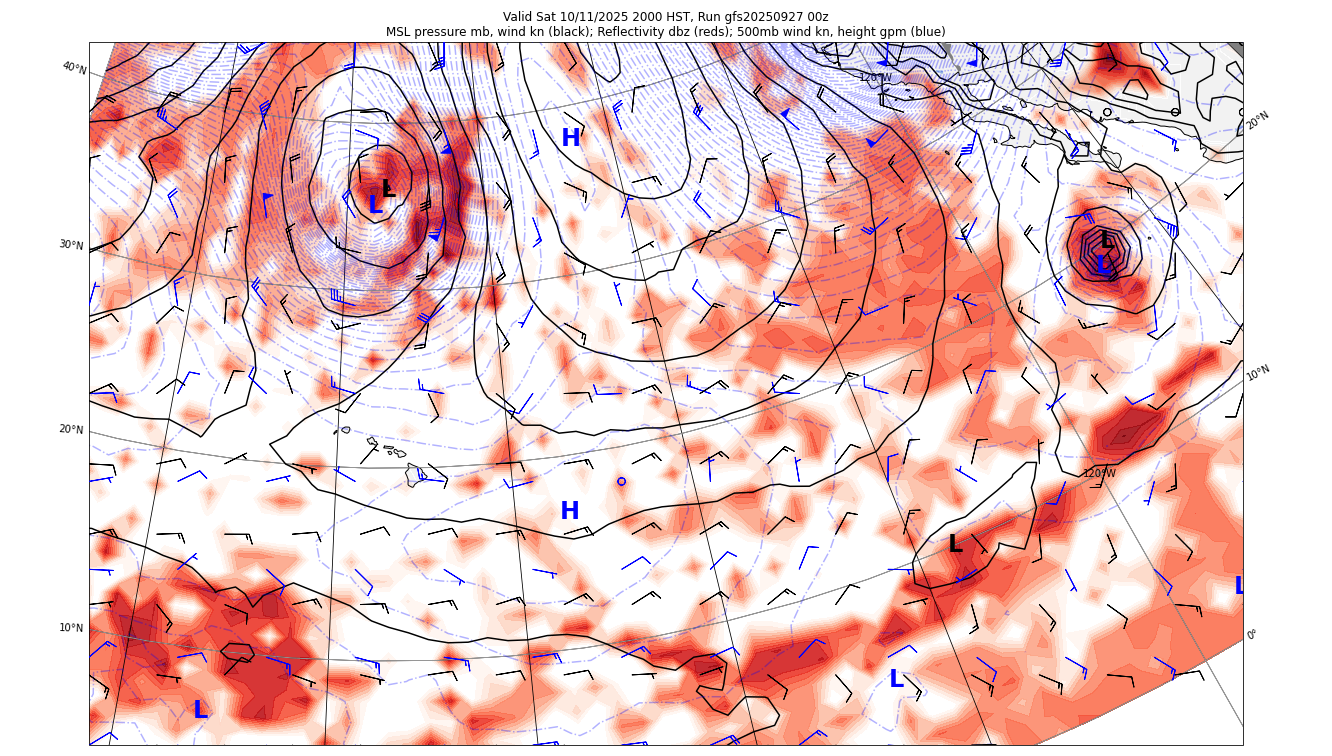 Valid Sat 10/11/2025 2000 HST, Run gfs20250927 00z
MSL pressure mb, wind kn (black); Reflectivity dbz (reds); 500mb wind kn, height gpm (blue)
40°N
120°W
20°N
H
L
L
30°N
L
L
10°N
20°N
120°W
H
L
L
10°N
0°
L
L